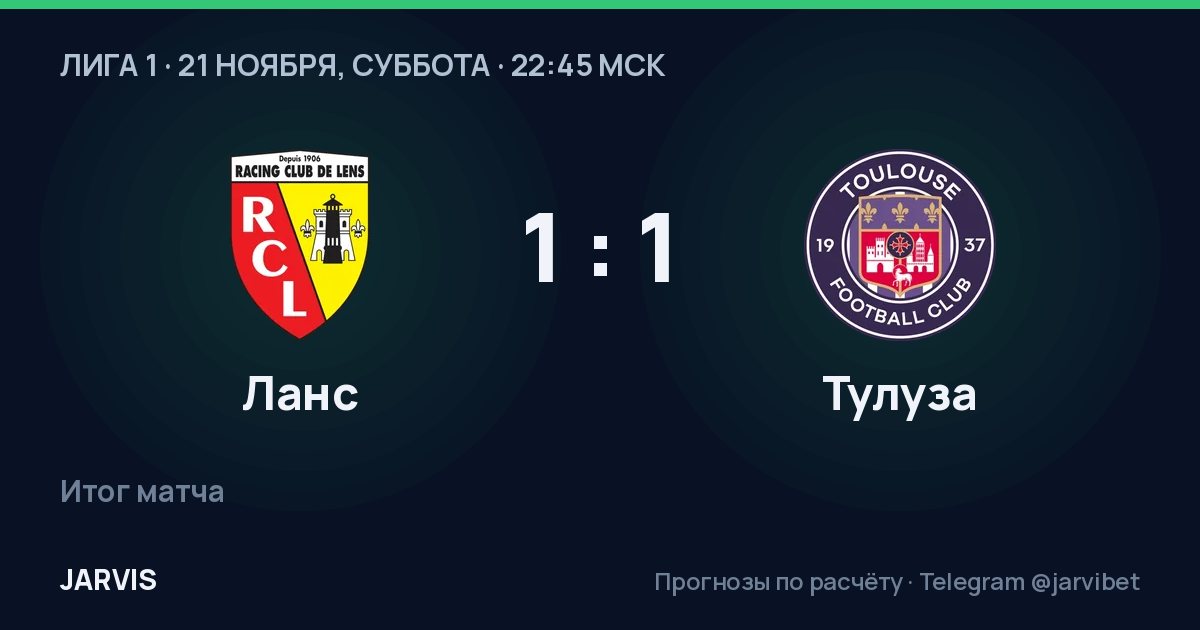 ЛИГА 1 · 21 НОЯБРЯ, СУББОТА · 22:45 МСК
Depuis 1906
RACING CLUB DE LENS
R
C
L
TOULOUSE
19 37
FOOTBALL CLUB
1 : 1
Ланс
Тулуза
Итог матча
JARVIS
Прогнозы по расчёту · Telegram @jarvibet